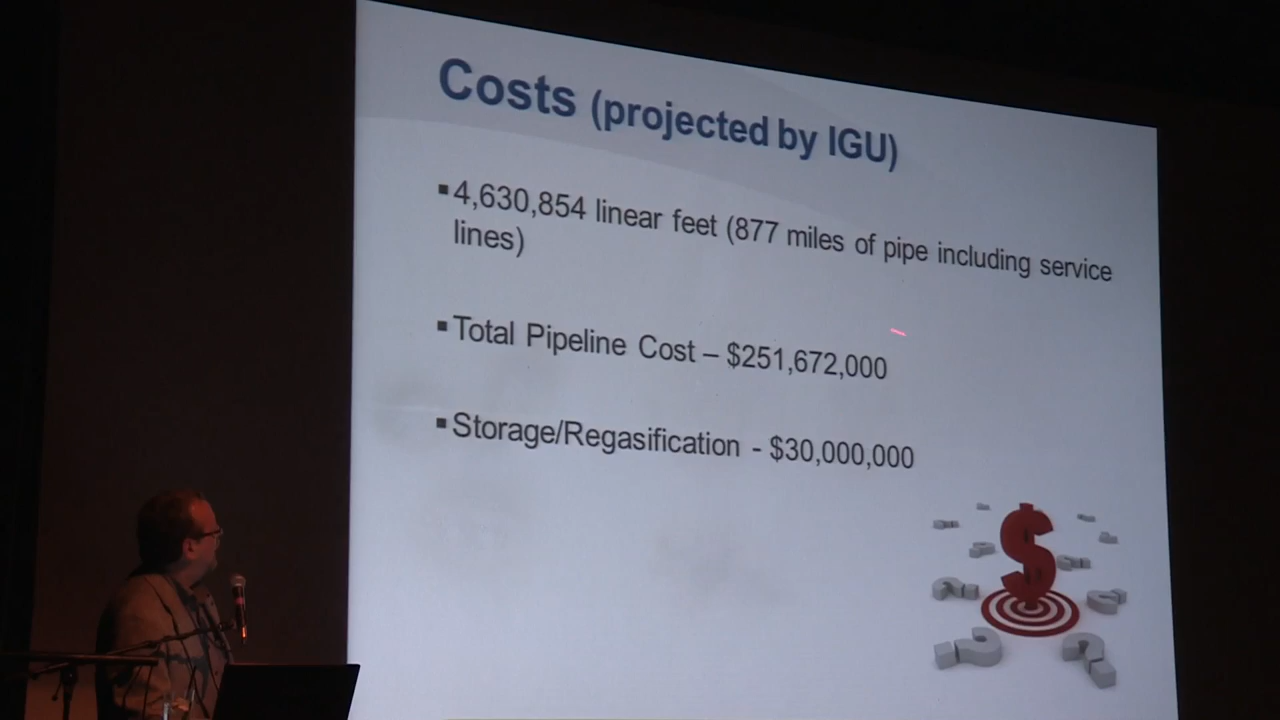 Costs (projected by IGU)
▪4,630,854 linear feet (877 miles of pipe including service
lines)
▪Total Pipeline Cost – $251,672,000
▪Storage/Regasification - $30,000,000